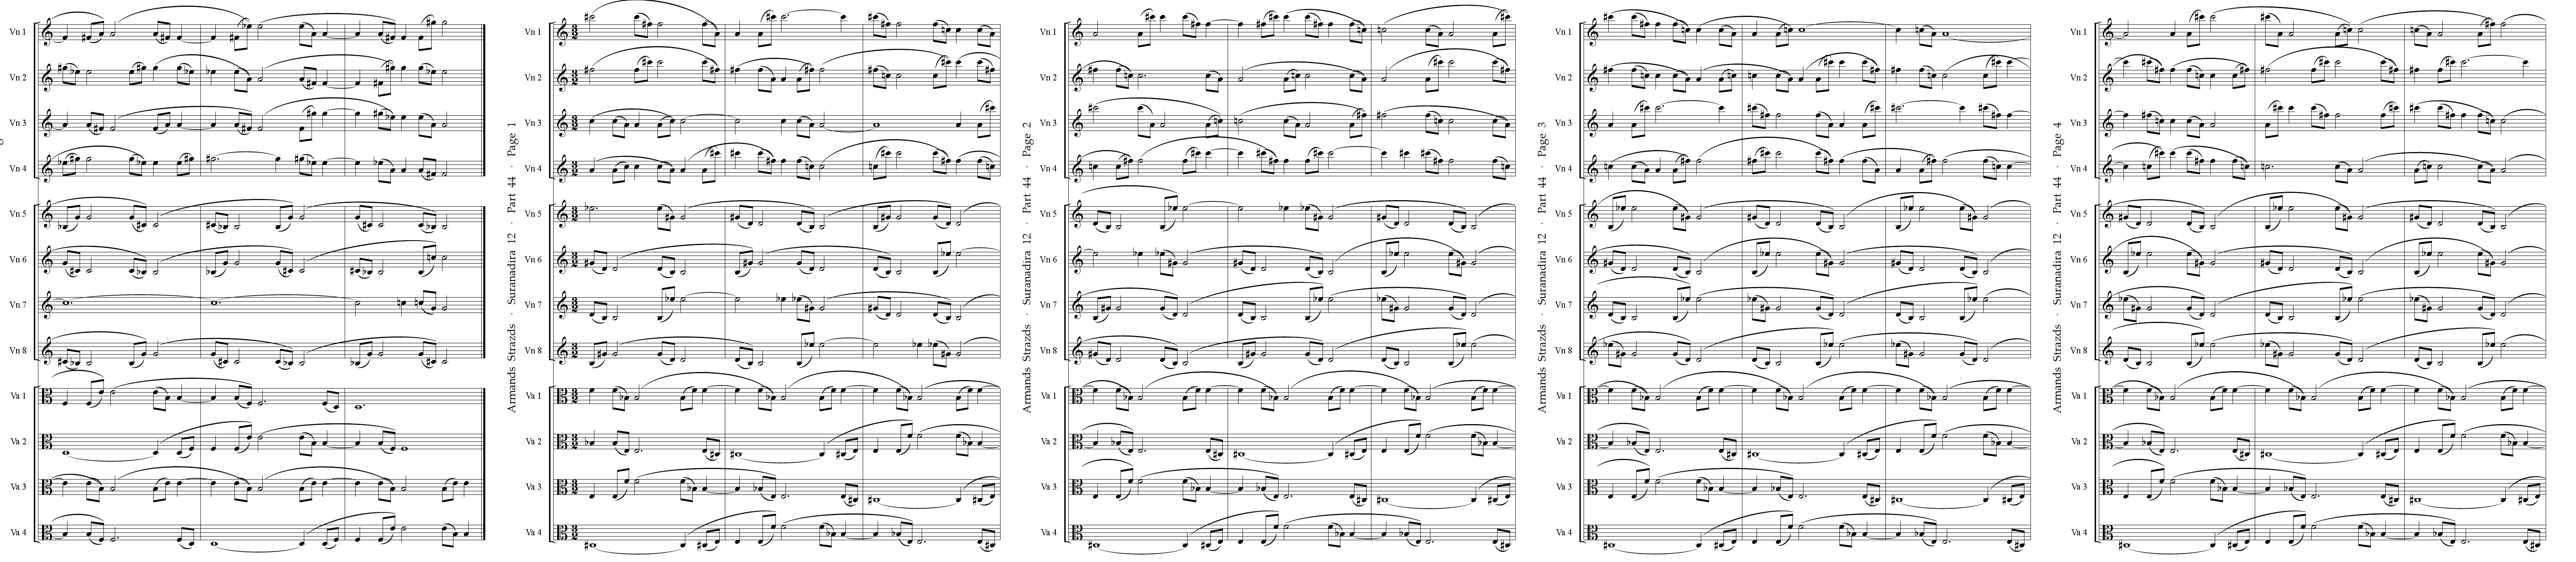 Vn 1
Vn 2
Vn 3
Vn 4
Vn 5
Vn 6
Vn 7
Vn 8
Va 1
Va 2
Va 3
Va 4
Armands Strazds · Suranadira 12 · Part 44 · Page 1
Vn 1
Vn 2
Vn 3
Vn 4
Vn 5
Vn 6
Vn 7
Vn 8
Va 1
Va 2
Va 3
Va 4
Armands Strazds · Suranadira 12 · Part 44 · Page 2
Vn 1
Vn 2
Vn 3
Vn 4
Vn 5
Vn 6
Vn 7
Vn 8
Va 1
Va 2
Va 3
Va 4
Armands Strazds · Suranadira 12 · Part 44 · Page 3
Vn 1
Vn 2
Vn 3
Vn 4
Vn 5
Vn 6
Vn 7
Vn 8
Va 1
Va 2
Va 3
Va 4
Armands Strazds · Suranadira 12 · Part 44 · Page 4
Vn 1
Vn 2
Vn 3
Vn 4
Vn 5
Vn 6
Vn 7
Vn 8
Va 1
Va 2
Va 3
Va 4